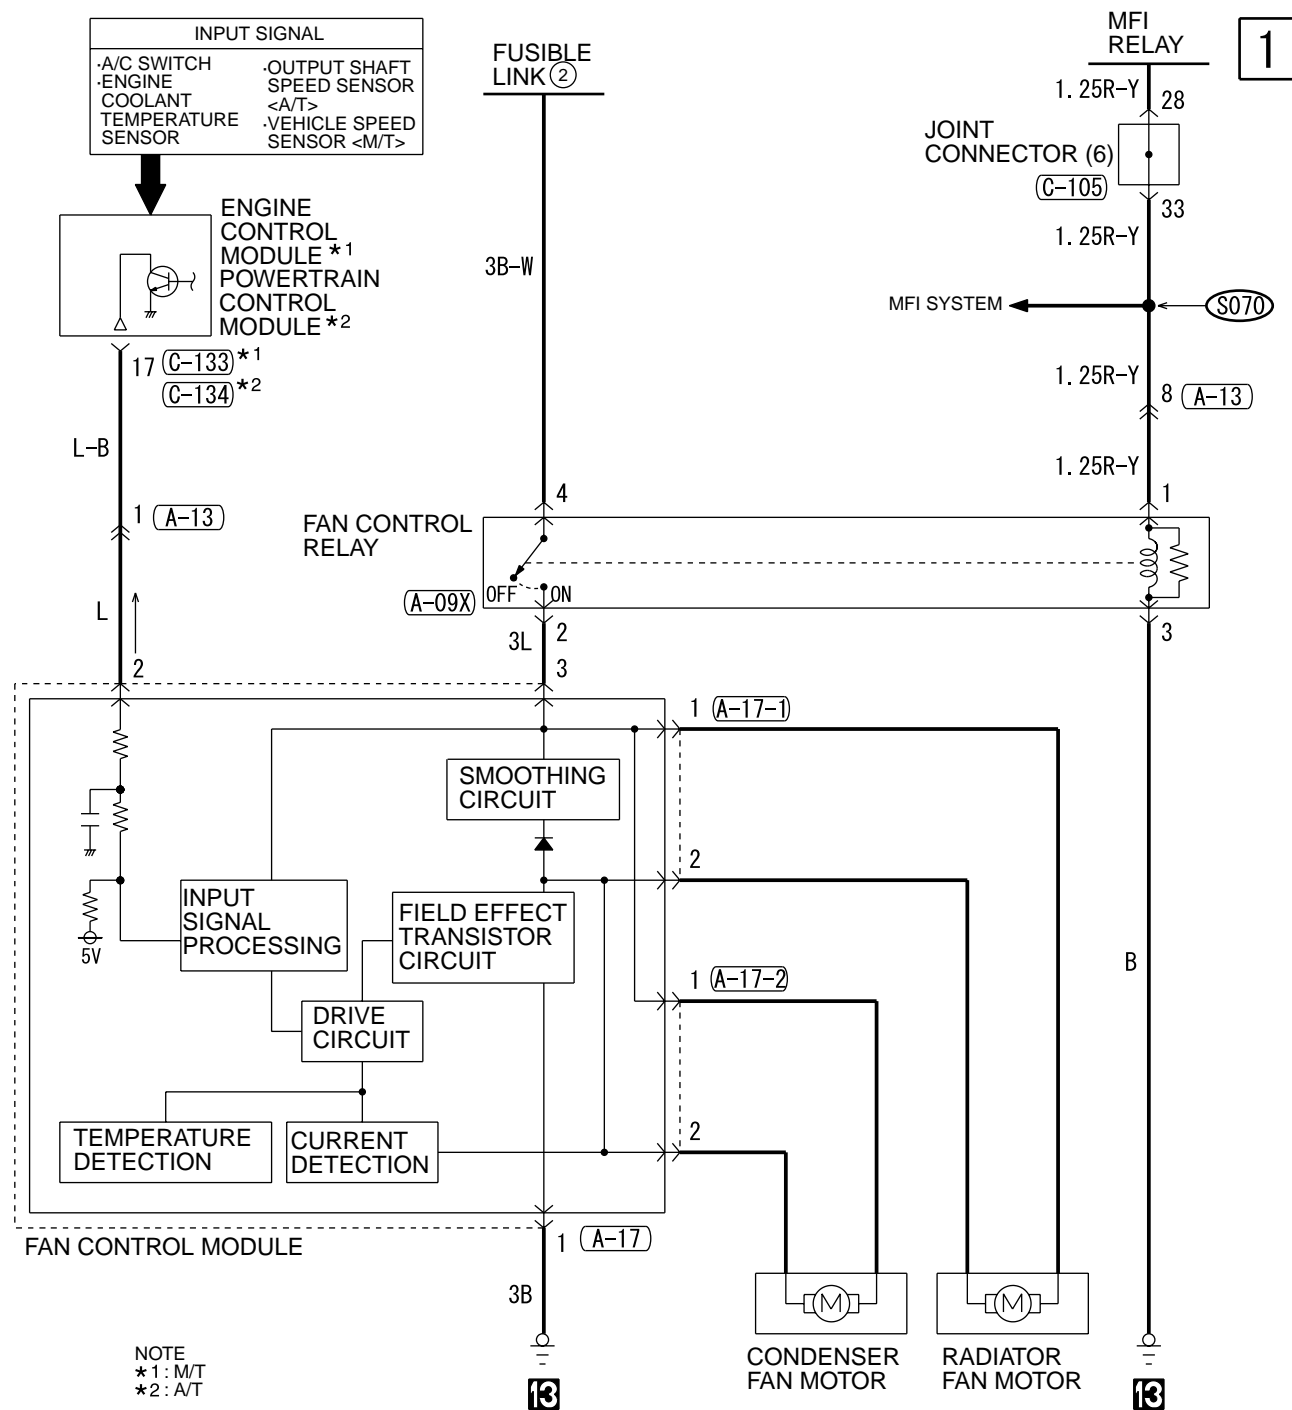 INPUT SIGNAL
·A/C SWITCH
·ENGINE
COOLANT
TEMPERATURE
SENSOR
·OUTPUT SHAFT
SPEED SENSOR
<A/T>
·VEHICLE SPEED
SENSOR <M/T>
FUSIBLE
LINK ②
MFI
RELAY
1
1.25R-Y
28
JOINT
CONNECTOR (6)
C-105
33
1.25R-Y
ENGINE
CONTROL
MODULE *1
POWERTRAIN
CONTROL
MODULE *2
3B-W
MFI SYSTEM
S070
17 C-133 *1
C-134 *2
1.25R-Y
8 A-13
L-B
1.25R-Y
1 A-13
4
1
FAN CONTROL
RELAY
OFF
ON
A-09X
L
2
3L
2
3
3
1 A-17-1
SMOOTHING
CIRCUIT
2
INPUT
SIGNAL
PROCESSING
FIELD EFFECT
TRANSISTOR
CIRCUIT
5V
B
1 A-17-2
DRIVE
CIRCUIT
TEMPERATURE
DETECTION
CURRENT
DETECTION
2
FAN CONTROL MODULE
1 A-17
3B
M
M
NOTE
*1 : M/T
*2 : A/T
13
CONDENSER
FAN MOTOR
RADIATOR
FAN MOTOR
13